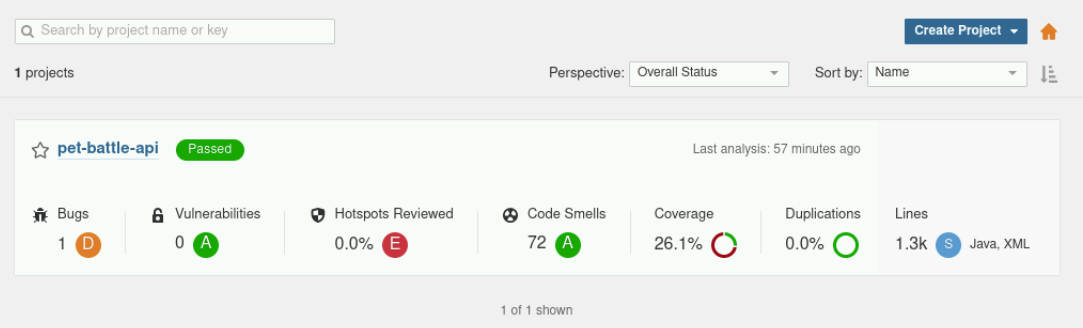 Search by project name or key
Create Project
1 projects
Perspective: Overall Status
Sort by: Name
pet-battle-api Passed
Last analysis: 57 minutes ago
Bugs Vulnerabilities Hotspots Reviewed Code Smells Coverage Duplications Lines
1 D 0 A 0.0% E 72 A 26.1% 0.0% 1.3k S Java, XML
1 of 1 shown